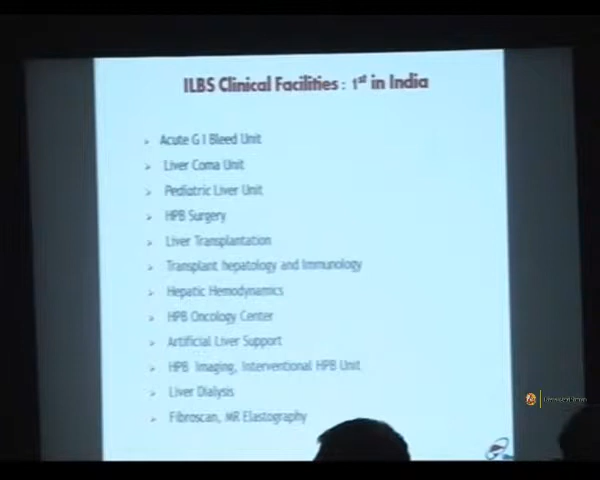 ILBS Clinical Facilities : 1st in India
Acute G I Bleed Unit
Liver Coma Unit
Pediatric Liver Unit
HPB Surgery
Liver Transplantation
Transplant hepatology and Immunology
Hepatic Hemodynamics
HPB Oncology Center
Artificial Liver Support
HPB Imaging, Interventional HPB Unit
Liver Dialysis
Fibroscan, MR Elastography